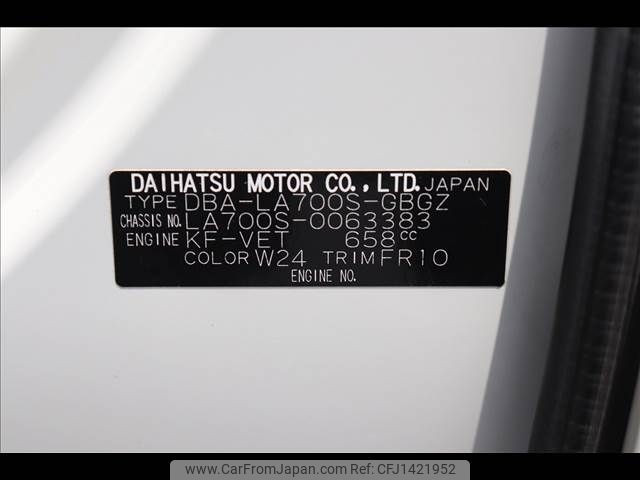 DAIHATSU MOTOR CO.,LTD. JAPAN
TYPE DBA-LA700S-GBGZ
CHASSIS NO. LA700S-0063383
ENGINE KF-VET 658cc
COLOR W24 TRIM FR10
ENGINE NO.
www.CarFromJapan.com CFJ1421952